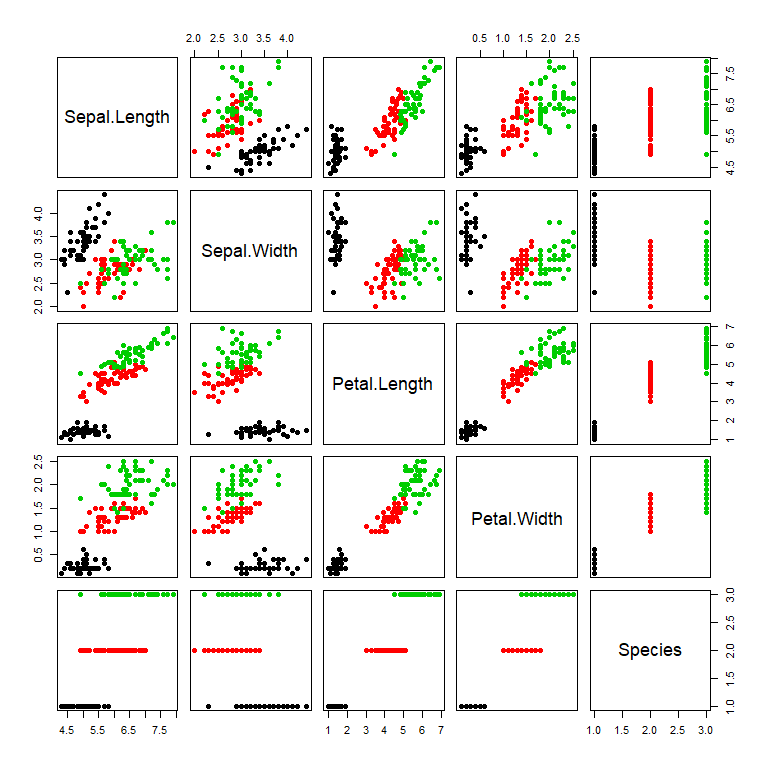 2.0 2.5 3.0 3.5 4.0
0.5 1.0 1.5 2.0 2.5
Sepal.Length
4.5 5.5 6.5 7.5
2.0 2.5 3.0 3.5 4.0
Sepal.Width
Petal.Length
1 2 3 4 5 6 7
0.5 1.0 1.5 2.0 2.5
Petal.Width
Species
1.0 1.5 2.0 2.5 3.0
4.5 5.5 6.5 7.5
1 2 3 4 5 6 7
1.0 1.5 2.0 2.5 3.0